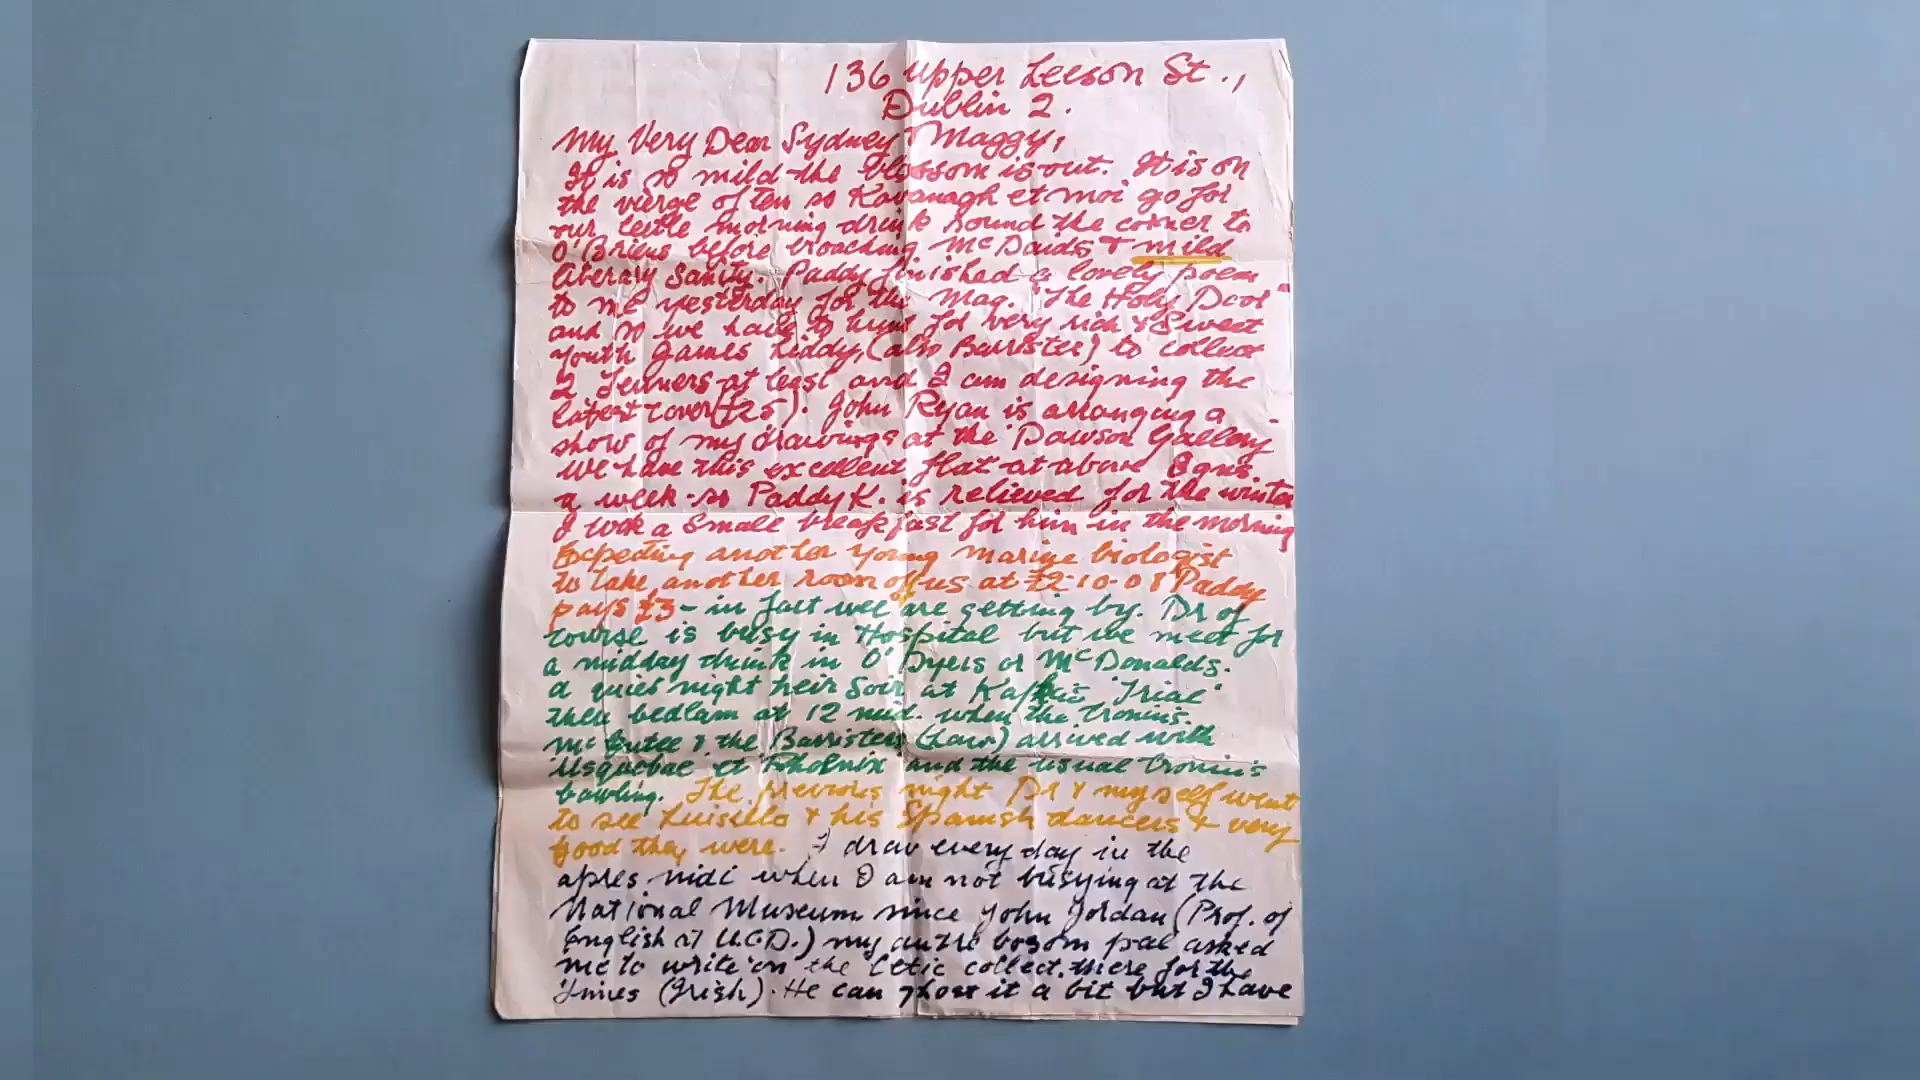 136 Upper Leeson St.,
Dublin 2.
My Very Dear Sydney & Maggy,
It is so mild the blossom is out. It is on
the vierge of ten so Kavanagh et moi go for
our leetle morning drink round the corner to
O'Briens before broaching McDaids & mild
literary Sanity. Paddy finished a lovely poem
to me yesterday for the Mag. "The Holy Door"
and so we have to hunt for very rich & Sweet
youth James Liddy, (also Barrister) to collect
2 Tenners at least and I am designing the
latest cover (£25). John Ryan is arranging a
show of my drawings at the Dawson Gallery
We have this excellent flat at above 8 gns
a week - so Paddy K. is relieved for the winter
I cook a small breakfast for him in the morning
Expecting another young marine biologist
to take another room of us at £2-10-0 & Paddy
pays £3 - in fact wee are getting by. Dr of
course is busy in Hospital but we meet for
a midday drink in O'Dyers or McDonalds.
a quiet night heir Soir at Kafka's "Trial"
then bedlam at 12 mid. when the Cronins.
McEntee & the Barristers (Law) arrived with
Usquebae et Phoenix and the usual Cronins
bawling. The previous night Dr & myself went
to see Luisillo & his Spanish dancers & very
good they were. I draw every day in the
apres midi when I am not busying at the
National Museum since John Jordan (Prof. of
English at U.C.D.) my bosom pal asked
me to write on the Celtic collect. there for the
Times (Irish). He can ghost it a bit but I have